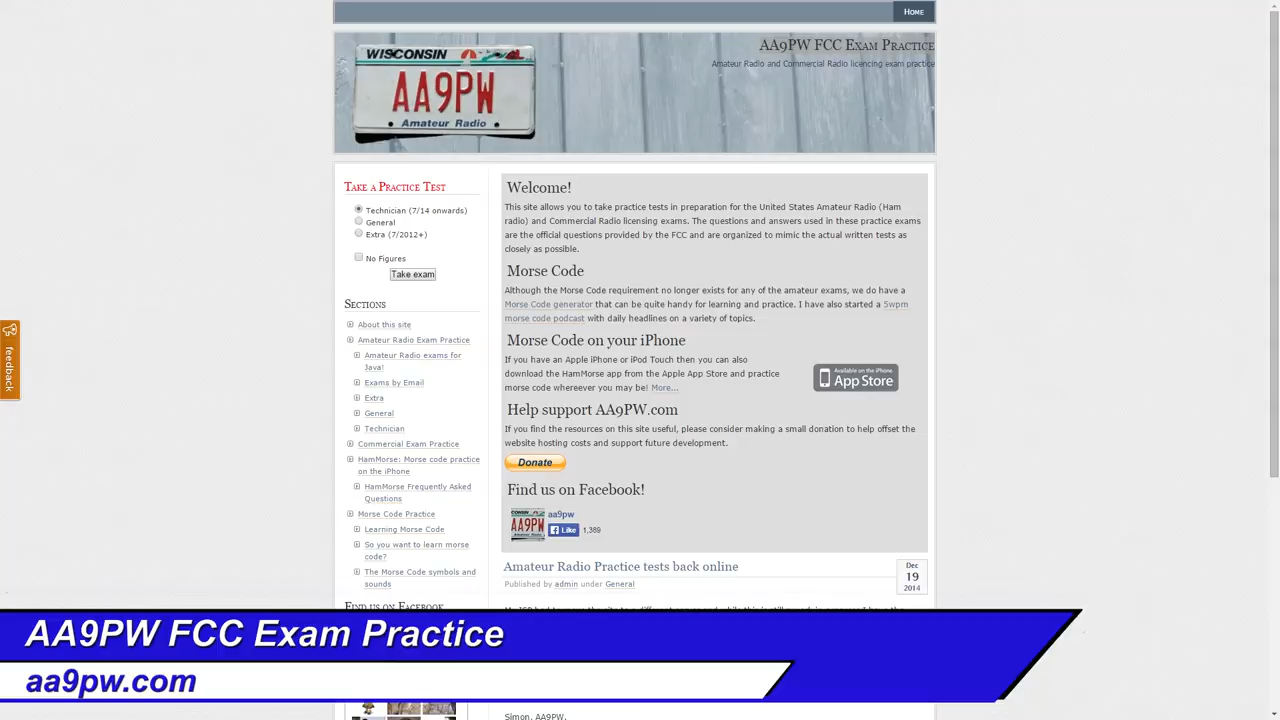 Home
WISCONSIN
AA9PW
Amateur Radio
AA9PW FCC Exam Practice
Amateur Radio and Commercial Radio licencing exam practice
Take a Practice Test
Technician (7/14 onwards)
General
Extra (7/2012+)
No Figures
Take exam
Sections
About this site
Amateur Radio Exam Practice
Amateur Radio exams for
Java!
Exams by Email
Extra
General
Technician
Commercial Exam Practice
HamMorse: Morse code practice
on the iPhone
HamMorse Frequently Asked
Questions
Morse Code Practice
Learning Morse Code
So you want to learn morse
code?
The Morse Code symbols and
sounds
Find us on Facebook
Welcome!
This site allows you to take practice tests in preparation for the United States Amateur Radio (Ham
radio) and Commercial Radio licensing exams. The questions and answers used in these practice exams
are the official questions provided by the FCC and are organized to mimic the actual written tests as
closely as possible.
Morse Code
Although the Morse Code requirement no longer exists for any of the amateur exams, we do have a
Morse Code generator that can be quite handy for learning and practice. I have also started a 5wpm
morse code podcast with daily headlines on a variety of topics.
Morse Code on your iPhone
If you have an Apple iPhone or iPod Touch then you can also
download the HamMorse app from the Apple App Store and practice
morse code whereever you may be! More...
Available on the iPhone
App Store
Help support AA9PW.com
If you find the resources on this site useful, please consider making a small donation to help offset the
website hosting costs and support future development.
Donate
Find us on Facebook!
AA9PW
aa9pw
Like
1,389
Amateur Radio Practice tests back online
Published by admin under General
Dec
19
2014
feedback
AA9PW FCC Exam Practice
aa9pw.com
Simon, AA9PW.